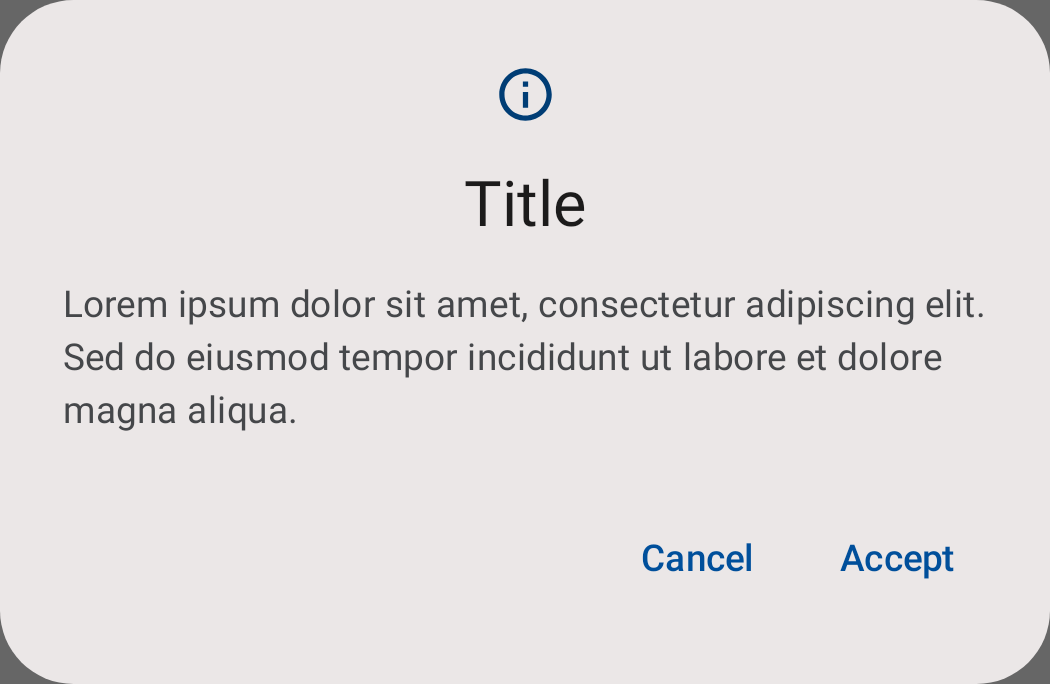 Title
Lorem ipsum dolor sit amet, consectetur adipiscing elit.
Sed do eiusmod tempor incididunt ut labore et dolore
magna aliqua.
Cancel Accept